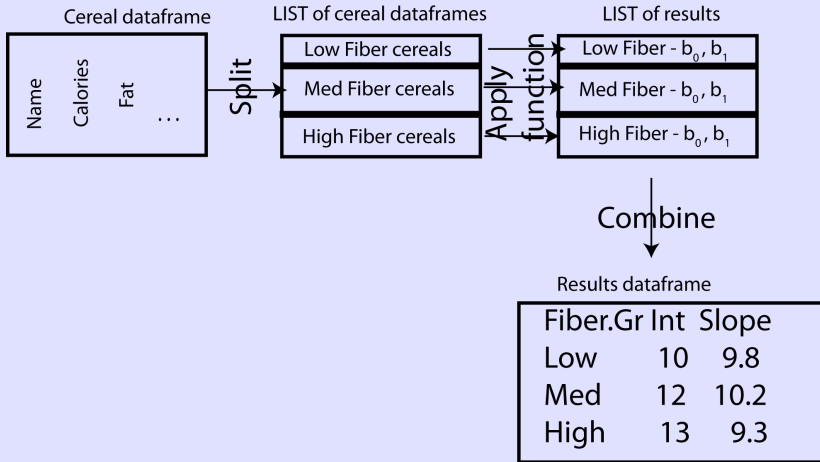 Cereal dataframe
Name
Calories
Fat
...
Split
LIST of cereal dataframes
Low Fiber cereals
Med Fiber cereals
High Fiber cereals
Apply
function
LIST of results
Low Fiber - b₀, b₁
Med Fiber - b₀, b₁
High Fiber - b₀, b₁
Combine
Results dataframe
Fiber.Gr Int Slope
Low 10 9.8
Med 12 10.2
High 13 9.3